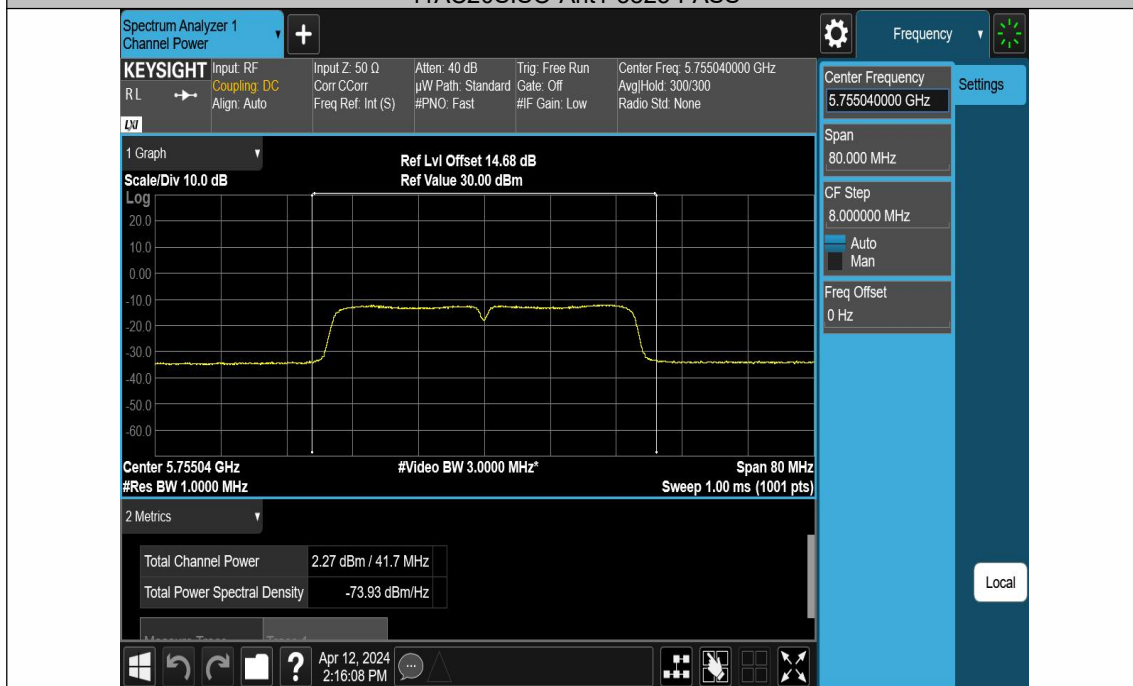 Spectrum Analyzer 1
Channel Power
Frequency
KEYSIGHT
RL
LXI
Input: RF
Coupling: DC
Align: Auto
Input Z: 50 Ω
Corr CCorr
Freq Ref: Int (S)
Atten: 40 dB
µW Path: Standard
#PNO: Fast
Trig: Free Run
Gate: Off
#IF Gain: Low
Center Freq: 5.755040000 GHz
Avg|Hold: 300/300
Radio Std: None
Center Frequency
5.755040000 GHz
Settings
Span
80.000 MHz
CF Step
8.000000 MHz
Auto
Man
Freq Offset
0 Hz
1 Graph
Scale/Div 10.0 dB
Ref Lvl Offset 14.68 dB
Ref Value 30.00 dBm
Log
20.0
10.0
0.00
-10.0
-20.0
-30.0
-40.0
-50.0
-60.0
Center 5.75504 GHz
#Video BW 3.0000 MHz*
Span 80 MHz
#Res BW 1.0000 MHz
Sweep 1.00 ms (1001 pts)
2 Metrics
Total Channel Power 2.27 dBm / 41.7 MHz
Total Power Spectral Density -73.93 dBm/Hz
Local
?
Apr 12, 2024
2:16:08 PM